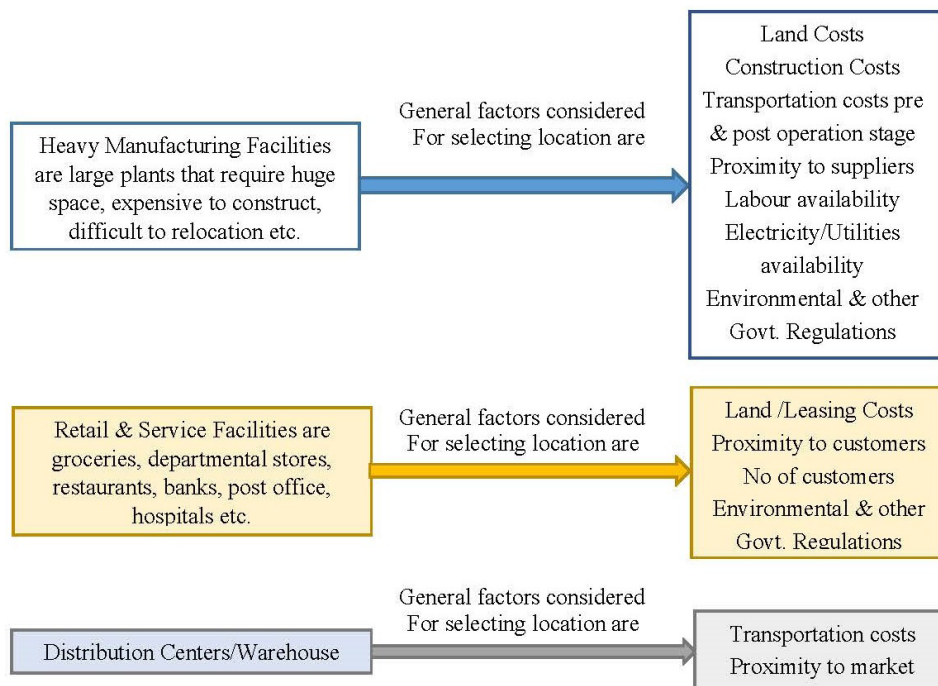 Heavy Manufacturing Facilities
are large plants that require huge
space, expensive to construct,
difficult to relocation etc.
General factors considered
For selecting location are
Land Costs
Construction Costs
Transportation costs pre
& post operation stage
Proximity to suppliers
Labour availability
Electricity/Utilities
availability
Environmental & other
Govt. Regulations
Retail & Service Facilities are
groceries, departmental stores,
restaurants, banks, post office,
hospitals etc.
General factors considered
For selecting location are
Land /Leasing Costs
Proximity to customers
No of customers
Environmental & other
Govt. Regulations
Distribution Centers/Warehouse
General factors considered
For selecting location are
Transportation costs
Proximity to market